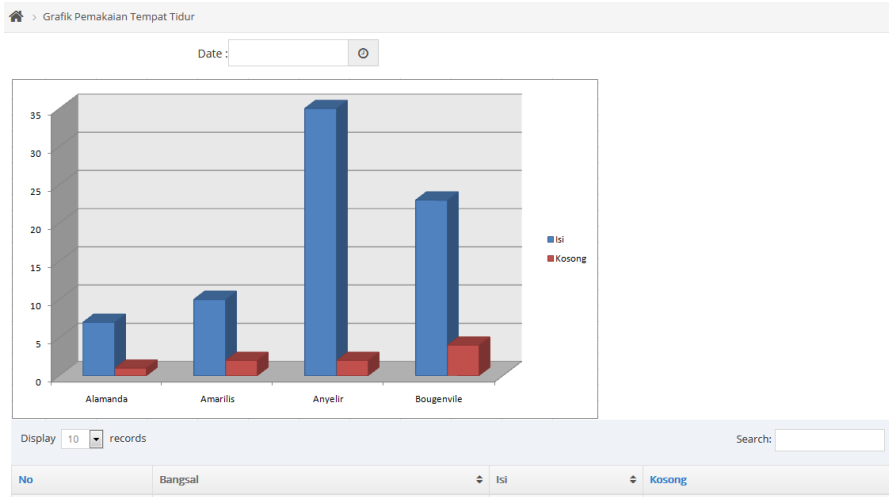 > Grafik Pemakaian Tempat Tidur
Date :
35
30
25
20
15
10
5
0
Alamanda Amarilis Anyelir Bougenvile
Isi
Kosong
Display 10 records Search:
No Bangsal Isi Kosong